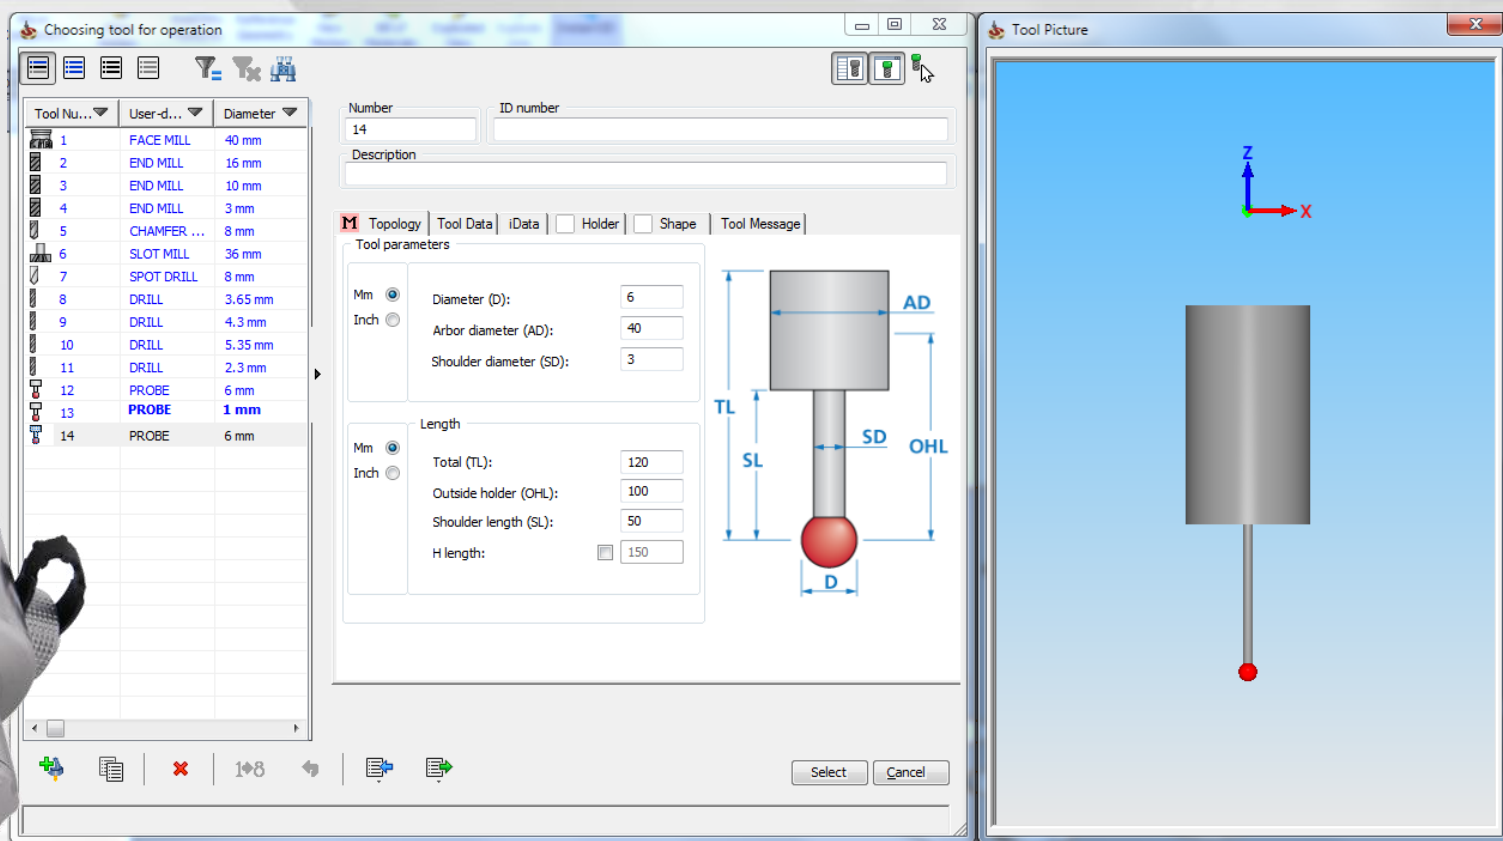 Choosing tool for operation
Tool Nu... User-d... Diameter
1 FACE MILL 40 mm
2 END MILL 16 mm
3 END MILL 10 mm
4 END MILL 3 mm
5 CHAMFER ... 8 mm
6 SLOT MILL 36 mm
7 SPOT DRILL 8 mm
8 DRILL 3.65 mm
9 DRILL 4.3 mm
10 DRILL 5.35 mm
11 DRILL 2.3 mm
12 PROBE 6 mm
13 PROBE 1 mm
14 PROBE 6 mm
1 8
Number ID number
14
Description
M Topology Tool Data iData Holder Shape Tool Message
Tool parameters
Mm
Inch
Diameter (D): 6
Arbor diameter (AD): 40
Shoulder diameter (SD): 3
Length
Mm
Inch
Total (TL): 120
Outside holder (OHL): 100
Shoulder length (SL): 50
H length: 150
AD
TL
SD
SL
OHL
D
Select Cancel
Tool Picture
Z
X